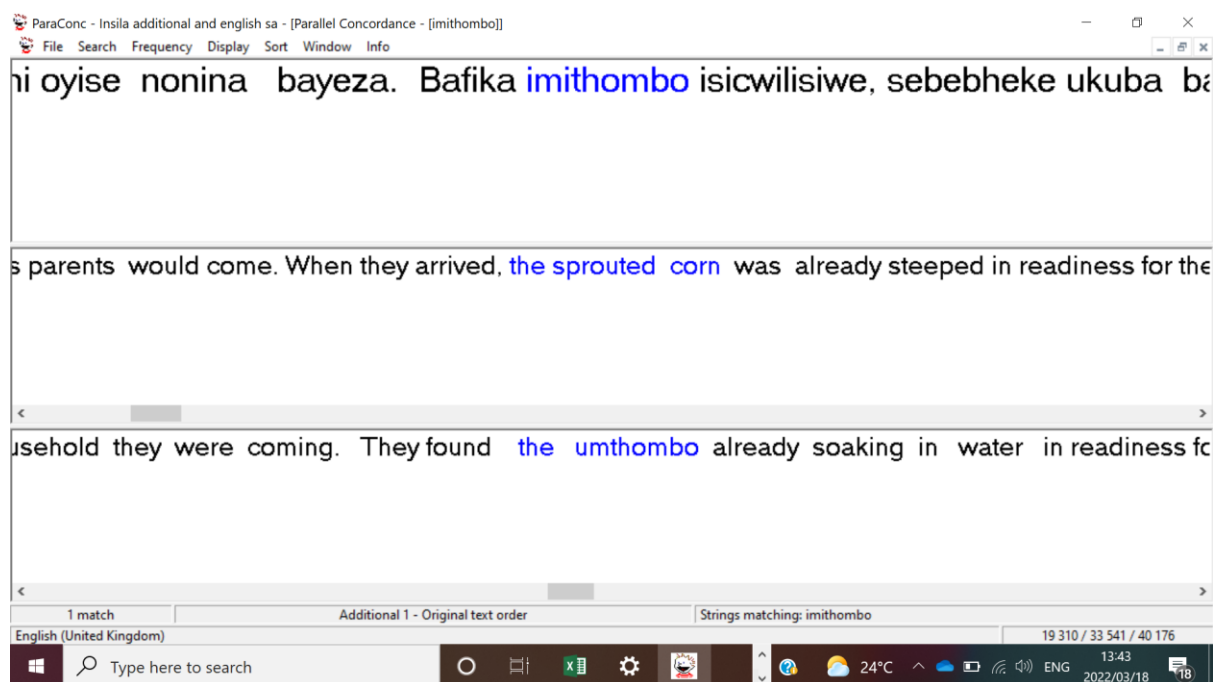 ParaConc - Insila additional and english sa - [Parallel Concordance - [imithombo]]
File Search Frequency Display Sort Window Info
oyise nonina bayeza. Bafika imithombo isicwilisiwe, sebebheke ukuba
parents would come. When they arrived, the sprouted corn was already steeped in readiness for the
they were coming. They found the umthombo already soaking in water in readiness
1 match Additional 1 - Original text order Strings matching: imithombo
English (United Kingdom) 19 310 / 33 541 / 40 176
Type here to search 24°C ENG 13:43
2022/03/18 18